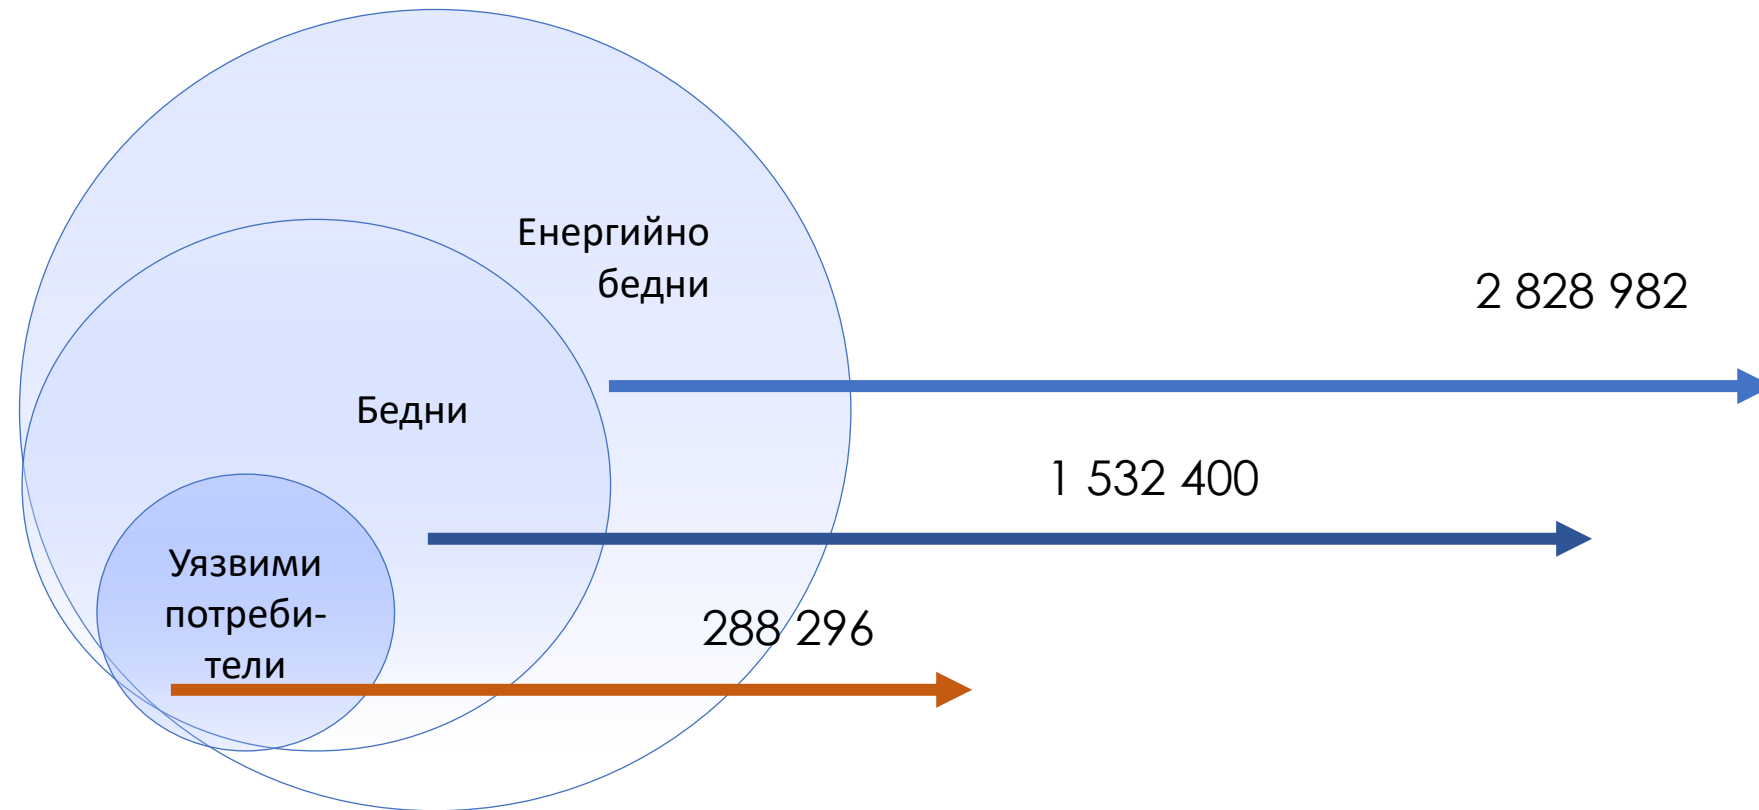 Енергийно
бедни
2 828 982
Бедни
1 532 400
Уязвими
потреби-
тели
288 296